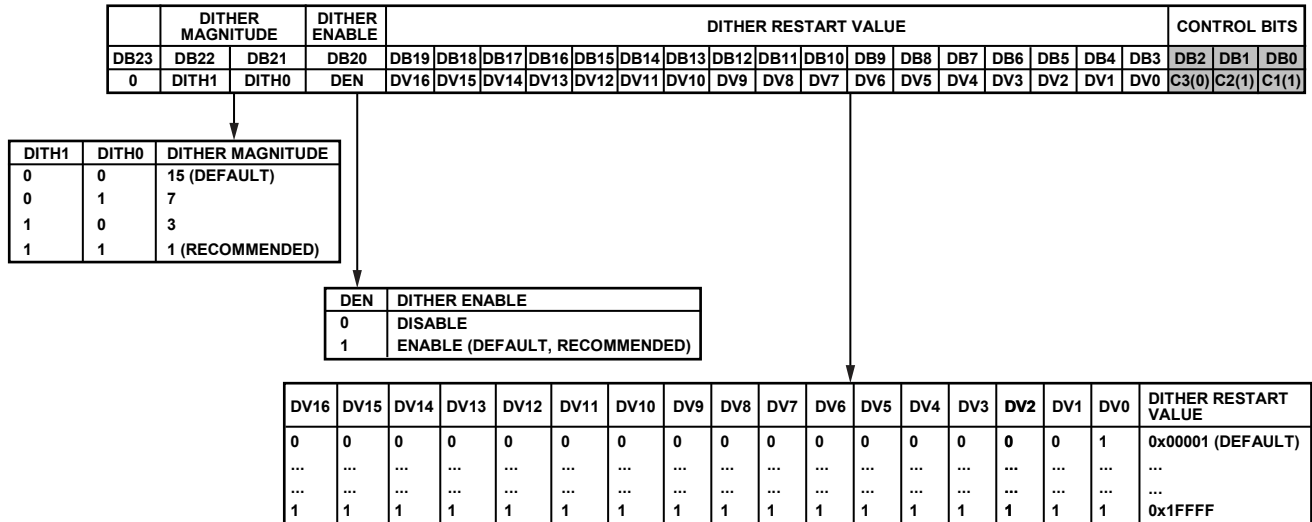 DITHER MAGNITUDE DITHER ENABLE DITHER RESTART VALUE CONTROL BITS
DB23 DB22 DB21 DB20 DB19 DB18 DB17 DB16 DB15 DB14 DB13 DB12 DB11 DB10 DB9 DB8 DB7 DB6 DB5 DB4 DB3 DB2 DB1 DB0
0 DITH1 DITH0 DEN DV16 DV15 DV14 DV13 DV12 DV11 DV10 DV9 DV8 DV7 DV6 DV5 DV4 DV3 DV2 DV1 DV0 C3(0) C2(1) C1(1)
DITH1 DITH0 DITHER MAGNITUDE
0 0 15 (DEFAULT)
0 1 7
1 0 3
1 1 1 (RECOMMENDED)
DEN DITHER ENABLE
0 DISABLE
1 ENABLE (DEFAULT, RECOMMENDED)
DV16 DV15 DV14 DV13 DV12 DV11 DV10 DV9 DV8 DV7 DV6 DV5 DV4 DV3 DV2 DV1 DV0 DITHER RESTART VALUE
0 0 0 0 0 0 0 0 0 0 0 0 0 0 0 0 1 0x00001 (DEFAULT)
... ... ... ... ... ... ... ... ... ... ... ... ... ... ... ... ... ...
... ... ... ... ... ... ... ... ... ... ... ... ... ... ... ... ... ...
1 1 1 1 1 1 1 1 1 1 1 1 1 1 1 1 1 0x1FFFF